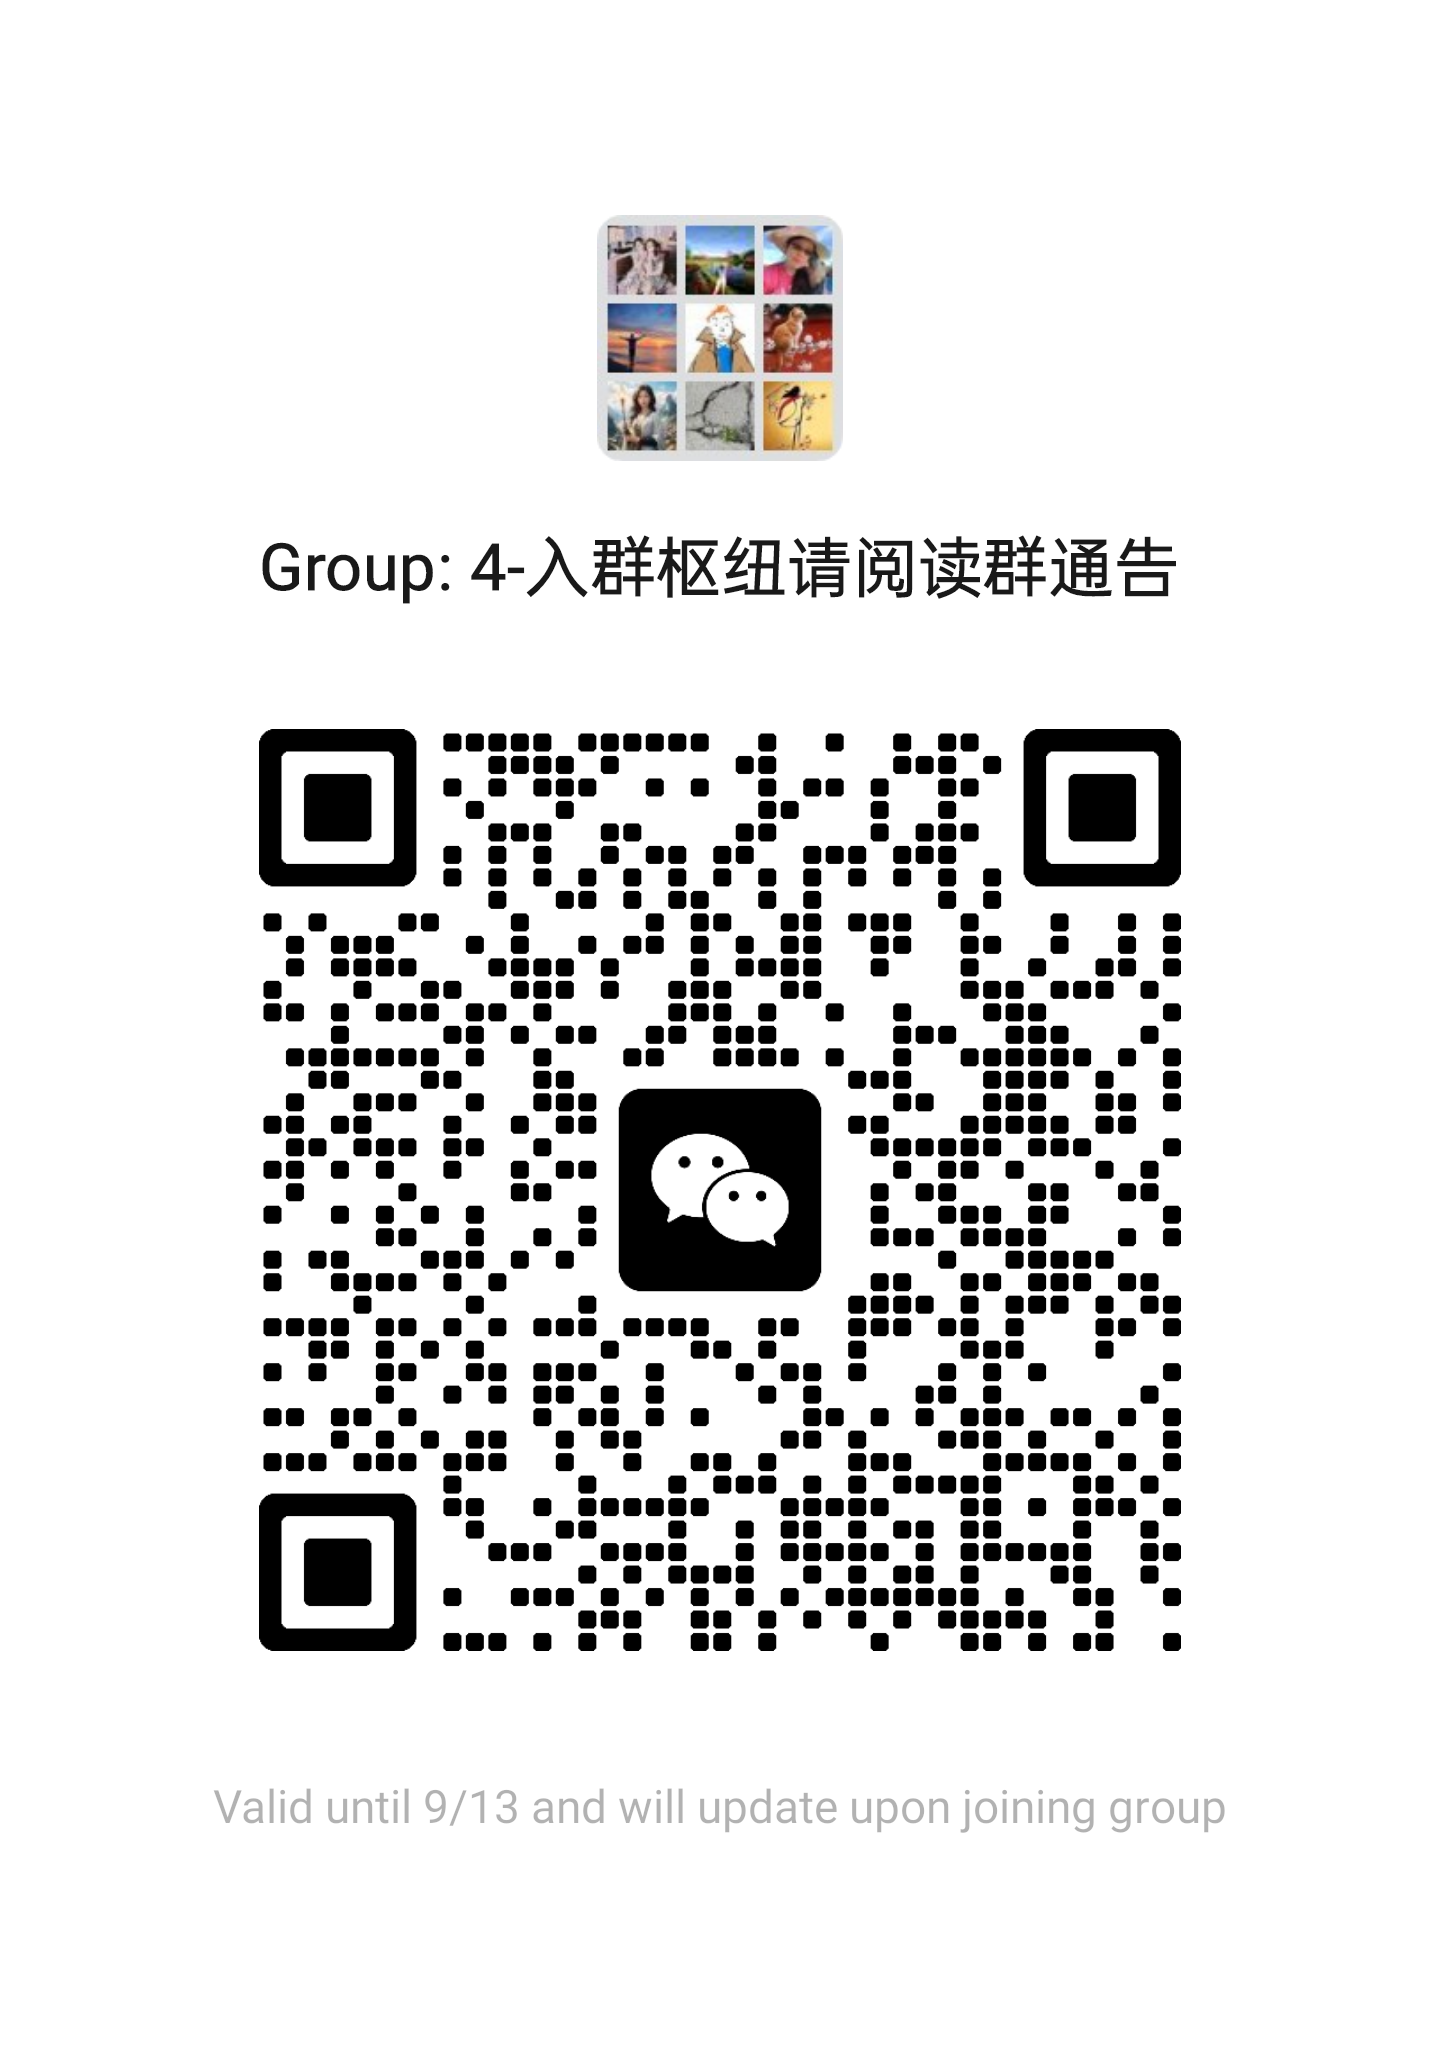 Group: 4-入群枢纽请阅读群通告
Valid until 9/13 and will update upon joining group